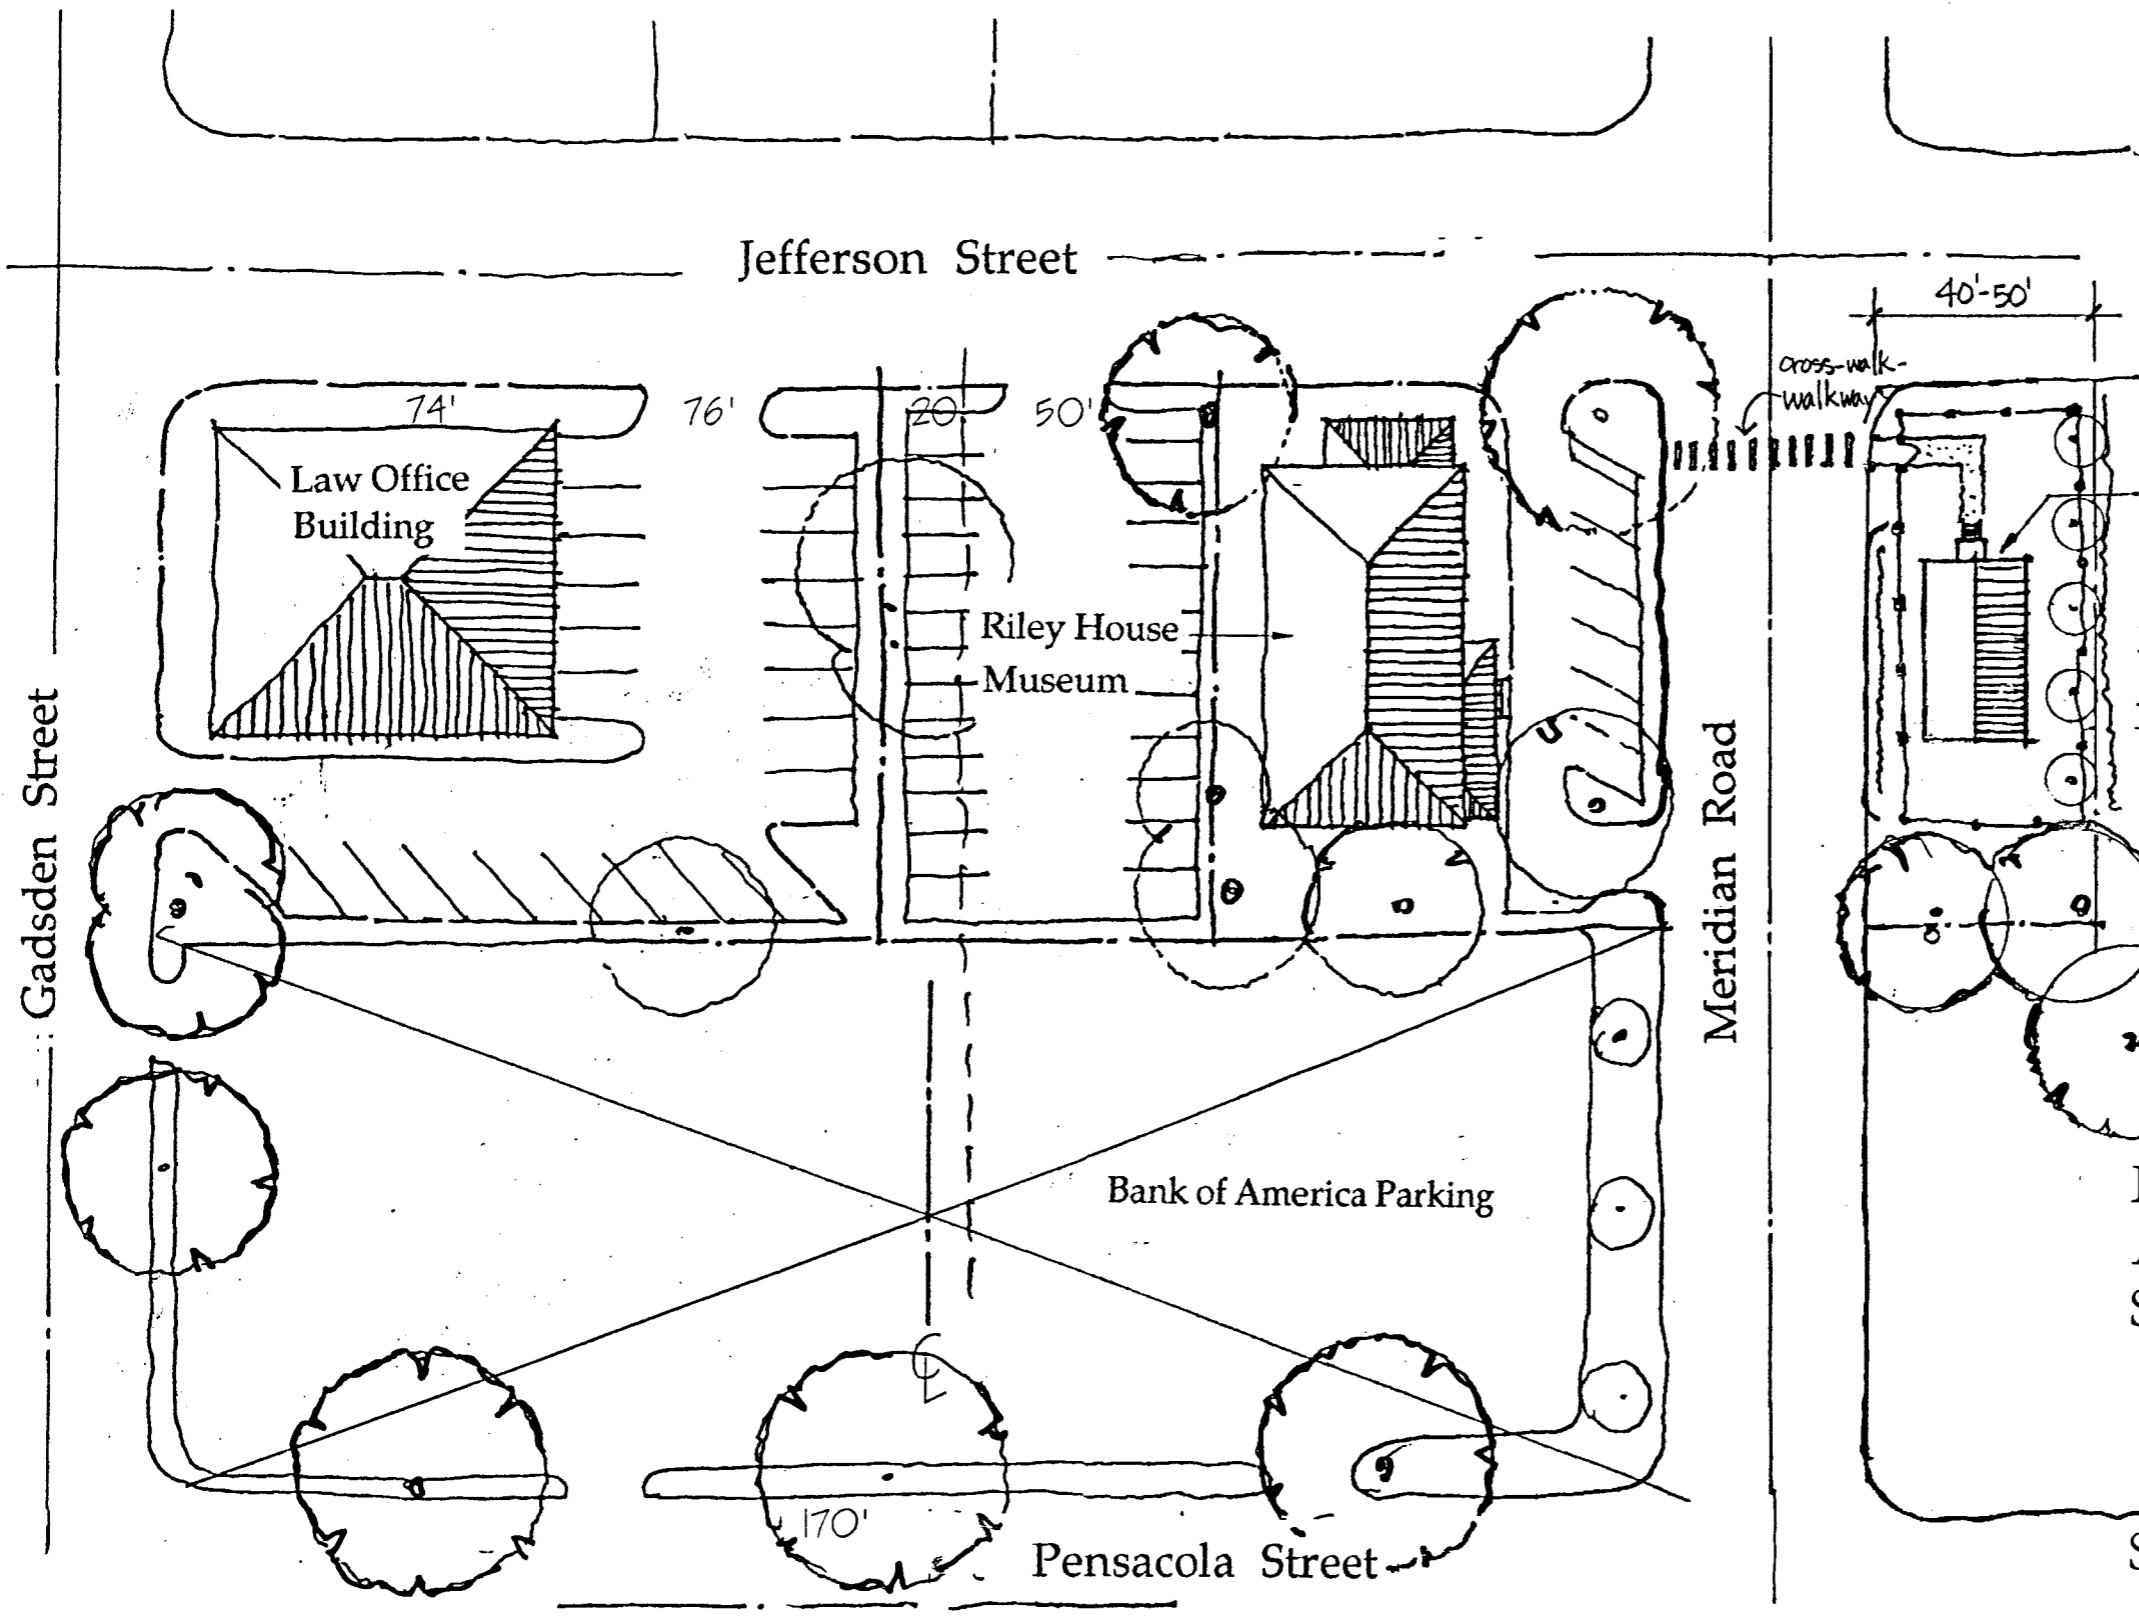 Jefferson Street
40'-50'
cross-walk-
walkway
74'
76'
20'
50'
Law Office
Building
Riley House
Museum
Gadsden Street
Meridian Road
Bank of America Parking
CL
170'
Pensacola Street